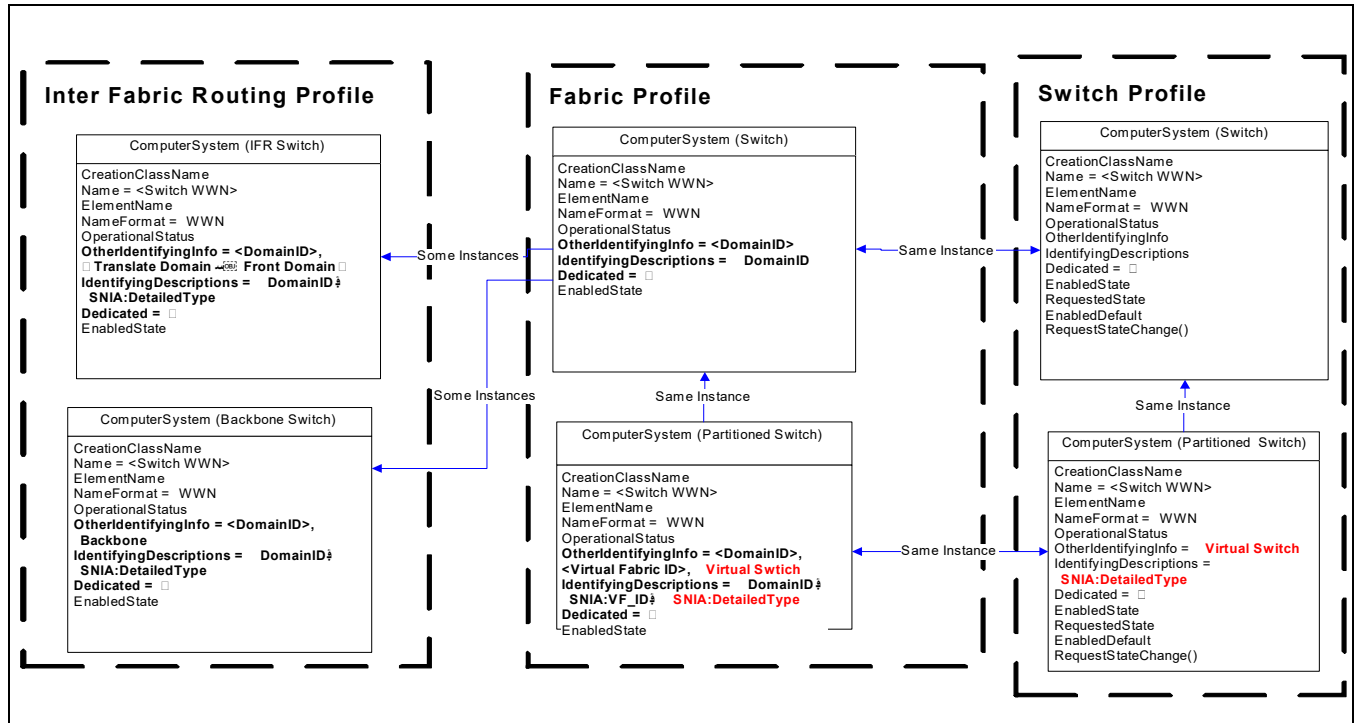 Inter Fabric Routing Profile
ComputerSystem (IFR Switch)
CreationClassName
Name = <Switch WWN>
ElementName
NameFormat = WWN
OperationalStatus
OtherIdentifyingInfo = <DomainID>,
□ Translate Domain Front Domain □
IdentifyingDescriptions = DomainID
SNIA:DetailedType
Dedicated = □
EnabledState
ComputerSystem (Backbone Switch)
CreationClassName
Name = <Switch WWN>
ElementName
NameFormat = WWN
OperationalStatus
OtherIdentifyingInfo = <DomainID>,
Backbone
IdentifyingDescriptions = DomainID
SNIA:DetailedType
Dedicated = □
EnabledState
Some Instances
Some Instances
Fabric Profile
ComputerSystem (Switch)
CreationClassName
Name = <Switch WWN>
ElementName
NameFormat = WWN
OperationalStatus
OtherIdentifyingInfo = <DomainID>
IdentifyingDescriptions = DomainID
Dedicated = □
EnabledState
Same Instance
ComputerSystem (Partitioned Switch)
CreationClassName
Name = <Switch WWN>
ElementName
NameFormat = WWN
OperationalStatus
OtherIdentifyingInfo = <DomainID>,
<Virtual Fabric ID>, Virtual Swtich
IdentifyingDescriptions = DomainID
SNIA:VF_ID SNIA:DetailedType
Dedicated = □
EnabledState
Same Instance
Same Instance
Switch Profile
ComputerSystem (Switch)
CreationClassName
Name = <Switch WWN>
ElementName
NameFormat = WWN
OperationalStatus
OtherIdentifyingInfo
IdentifyingDescriptions
Dedicated = □
EnabledState
RequestedState
EnabledDefault
RequestStateChange()
Same Instance
ComputerSystem (Partitioned Switch)
CreationClassName
Name = <Switch WWN>
ElementName
NameFormat = WWN
OperationalStatus
OtherIdentifyingInfo = Virtual Switch
IdentifyingDescriptions =
SNIA:DetailedType
Dedicated = □
EnabledState
RequestedState
EnabledDefault
RequestStateChange()